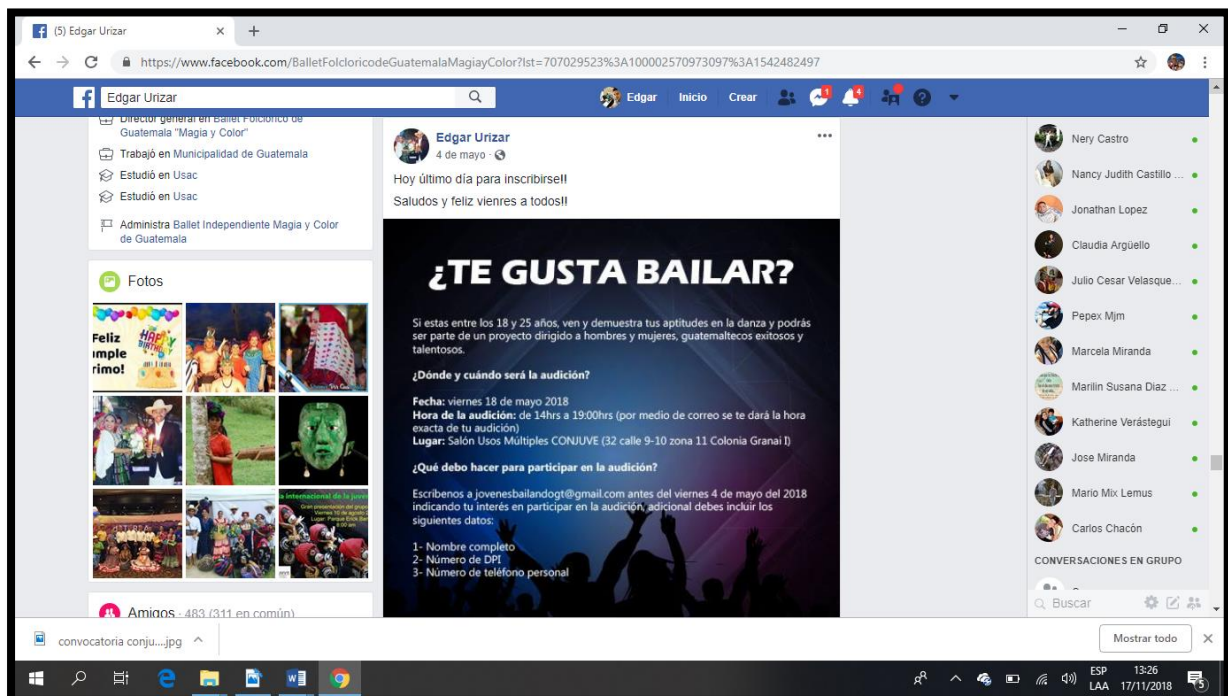 (5) Edgar Urizar
https://www.facebook.com/BalletFolcloricodeGuatemalaMagiayColor?lst=707029523%3A100002570973097%3A1542482497
Edgar Urizar
Edgar Inicio Crear 1 4
Director general en Ballet Folclórico de
Guatemala "Magia y Color"
Trabajó en Municipalidad de Guatemala
Estudió en Usac
Estudió en Usac
Administra Ballet Independiente Magia y Color
de Guatemala
Fotos
Feliz
HAPPY
BIRTHDAY
rimo!
Amigos · 483 (311 en común)
Edgar Urizar
4 de mayo ·
Hoy último día para inscribirse!!
Saludos y feliz vienres a todos!!
¿TE GUSTA BAILAR?
Si estas entre los 18 y 25 años, ven y demuestra tus aptitudes en la danza y podrás
ser parte de un proyecto dirigido a hombres y mujeres, guatemaltecos exitosos y
talentosos.
¿Dónde y cuándo será la audición?
Fecha: viernes 18 de mayo 2018
Hora de la audición: de 14hrs a 19:00hrs (por medio de correo se te dará la hora
exacta de tu audición)
Lugar: Salón Usos Múltiples CONJUVE (32 calle 9-10 zona 11 Colonia Granai I)
¿Qué debo hacer para participar en la audición?
Escribenos a jovenesbailandogt@gmail.com antes del viernes 4 de mayo del 2018
indicando tu interés en participar en la audición, adicional debes incluir los
siguientes datos:
1- Nombre completo
2- Número de DPI
3- Número de teléfono personal
Nery Castro
Nancy Judith Castillo ...
Jonathan Lopez
Claudia Argüello
Julio Cesar Velasque...
Pepex Mjm
Marcela Miranda
Marilin Susana Diaz ...
Katherine Verástegui
Jose Miranda
Mario Mix Lemus
Carlos Chacón
CONVERSACIONES EN GRUPO
Buscar
convocatoria conju....jpg
Mostrar todo
ESP 13:26
LAA 17/11/2018 5